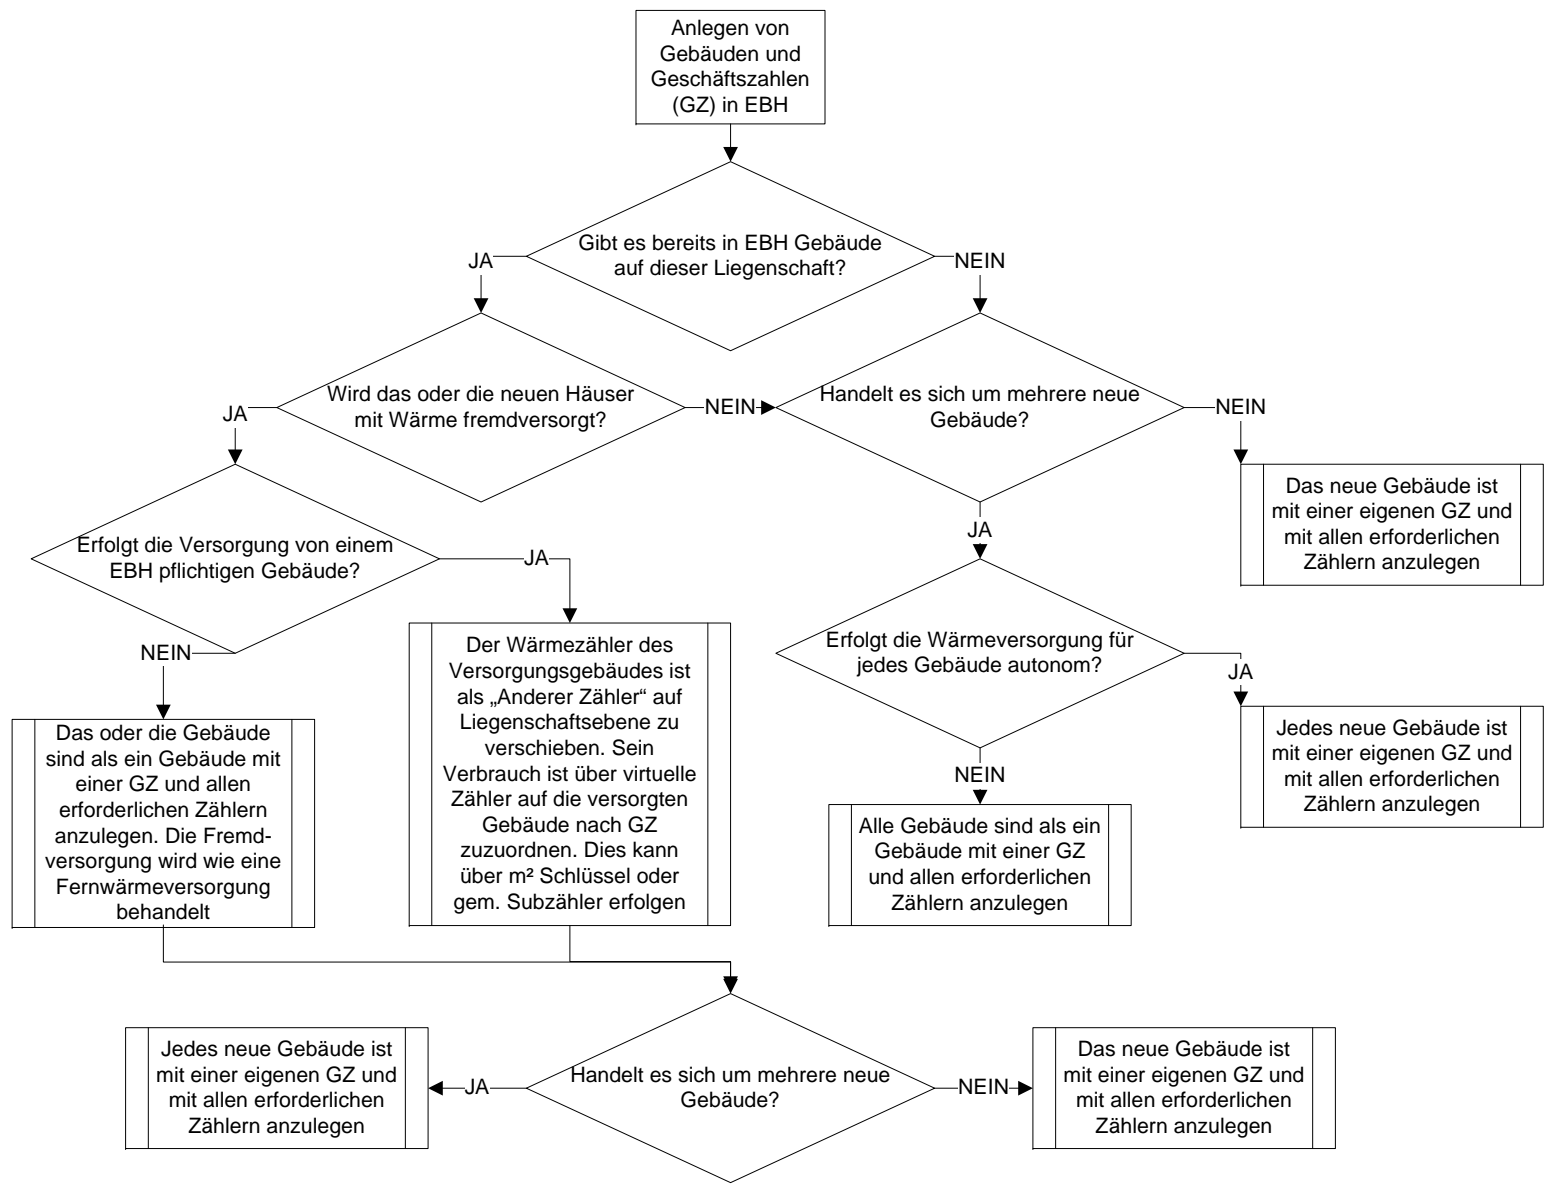 Anlegen von
Gebäuden und
Geschäftszahlen
(GZ) in EBH
Gibt es bereits in EBH Gebäude
auf dieser Liegenschaft?
JA
NEIN
Wird das oder die neuen Häuser
mit Wärme fremdversorgt?
JA
NEIN
Handelt es sich um mehrere neue
Gebäude?
NEIN
JA
Das neue Gebäude ist
mit einer eigenen GZ und
mit allen erforderlichen
Zählern anzulegen
Erfolgt die Versorgung von einem
EBH pflichtigen Gebäude?
JA
NEIN
Erfolgt die Wärmeversorgung für
jedes Gebäude autonom?
JA
NEIN
Das oder die Gebäude
sind als ein Gebäude mit
einer GZ und allen
erforderlichen Zählern
anzulegen. Die Fremd-
versorgung wird wie eine
Fernwärmeversorgung
behandelt
Der Wärmezähler des
Versorgungsgebäudes ist
als „Anderer Zähler“ auf
Liegenschaftsebene zu
verschieben. Sein
Verbrauch ist über virtuelle
Zähler auf die versorgten
Gebäude nach GZ
zuzuordnen. Dies kann
über m² Schlüssel oder
gem. Subzähler erfolgen
Alle Gebäude sind als ein
Gebäude mit einer GZ
und allen erforderlichen
Zählern anzulegen
Jedes neue Gebäude ist
mit einer eigenen GZ und
mit allen erforderlichen
Zählern anzulegen
Handelt es sich um mehrere neue
Gebäude?
JA
NEIN
Jedes neue Gebäude ist
mit einer eigenen GZ und
mit allen erforderlichen
Zählern anzulegen
Das neue Gebäude ist
mit einer eigenen GZ und
mit allen erforderlichen
Zählern anzulegen